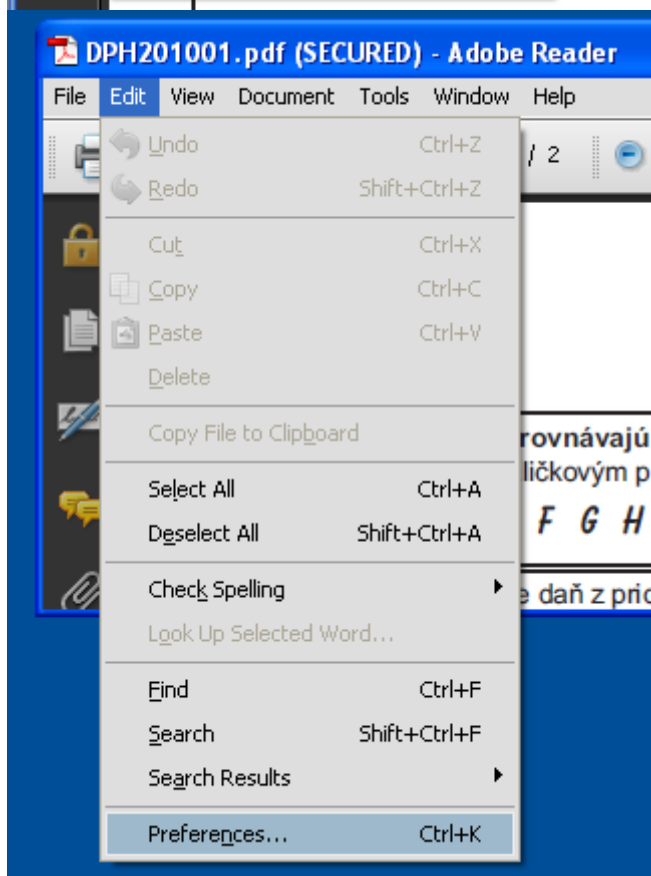 DPH201001.pdf (SECURED) - Adobe Reader
File Edit View Document Tools Window Help
/ 2
Undo Ctrl+Z
Redo Shift+Ctrl+Z
Cut Ctrl+X
Copy Ctrl+C
Paste Ctrl+V
Delete
Copy File to Clipboard
rovnávajú
Select All Ctrl+A
ličkovým p
Deselect All Shift+Ctrl+A
F G H
Check Spelling
e daň z prid
Look Up Selected Word...
Find Ctrl+F
Search Shift+Ctrl+F
Search Results
Preferences... Ctrl+K